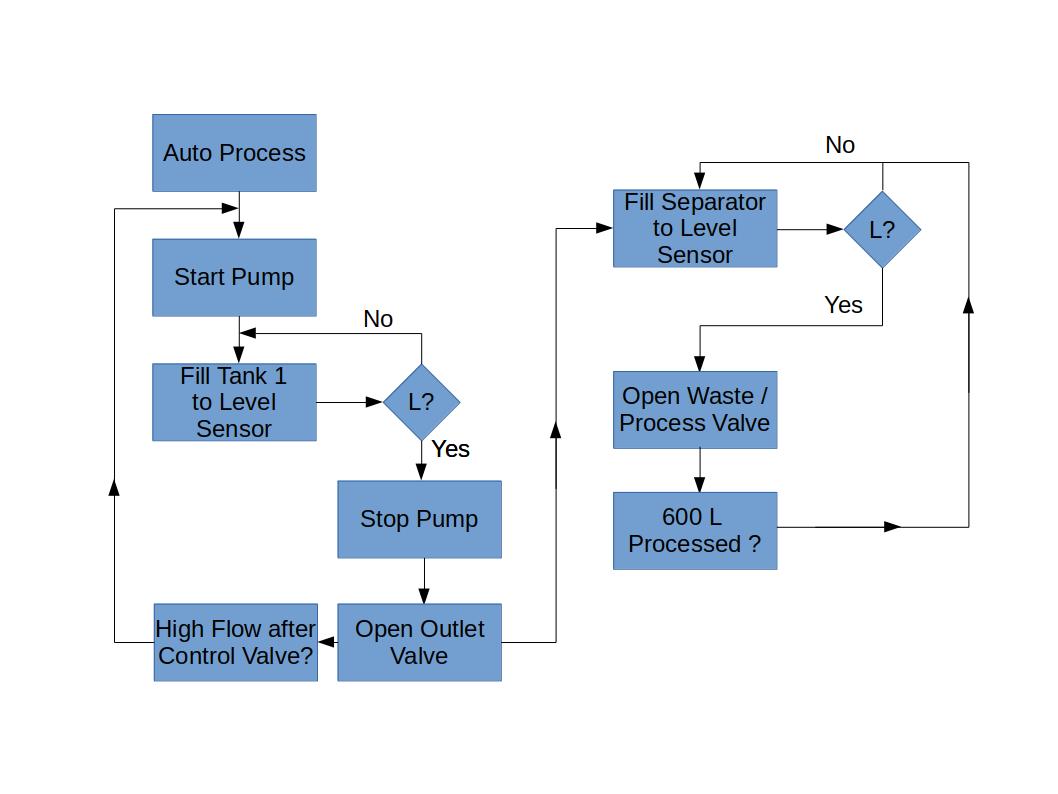 Auto Process
Start Pump
No
Fill Tank 1
to Level
Sensor
L?
Yes
Stop Pump
High Flow after
Control Valve?
Open Outlet
Valve
No
Fill Separator
to Level
Sensor
L?
Yes
Open Waste /
Process Valve
600 L
Processed ?